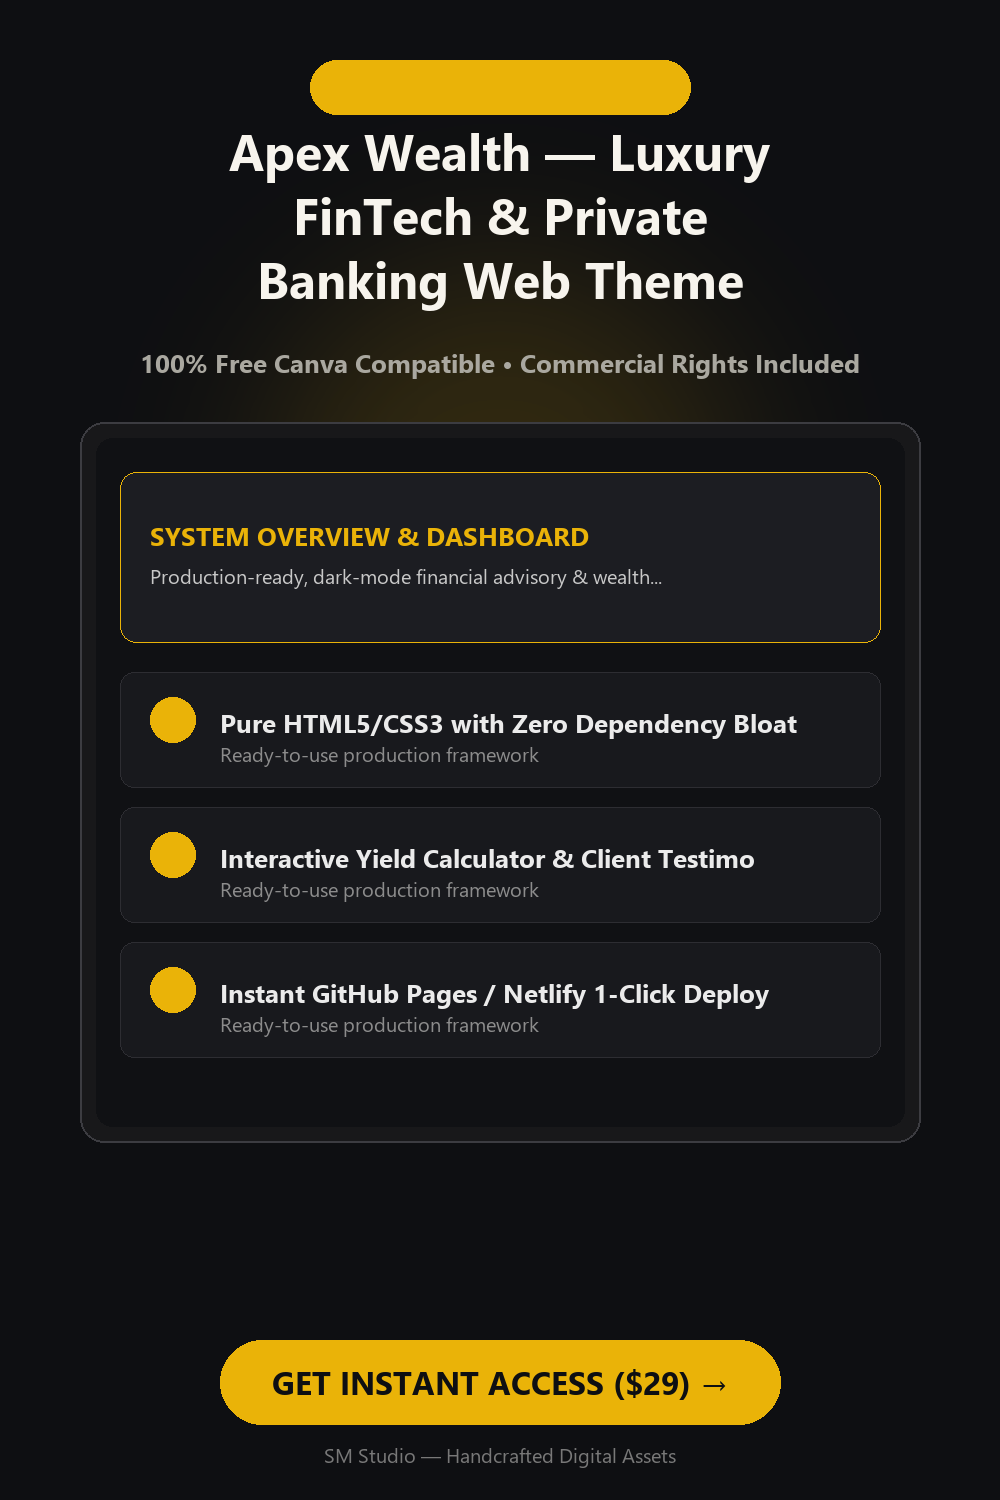 Apex Wealth — Luxury
FinTech & Private
Banking Web Theme
100% Free Canva Compatible • Commercial Rights Included
SYSTEM OVERVIEW & DASHBOARD
Production-ready, dark-mode financial advisory & wealth...
Pure HTML5/CSS3 with Zero Dependency Bloat
Ready-to-use production framework
Interactive Yield Calculator & Client Testimo
Ready-to-use production framework
Instant GitHub Pages / Netlify 1-Click Deploy
Ready-to-use production framework
GET INSTANT ACCESS ($29) →
SM Studio — Handcrafted Digital Assets